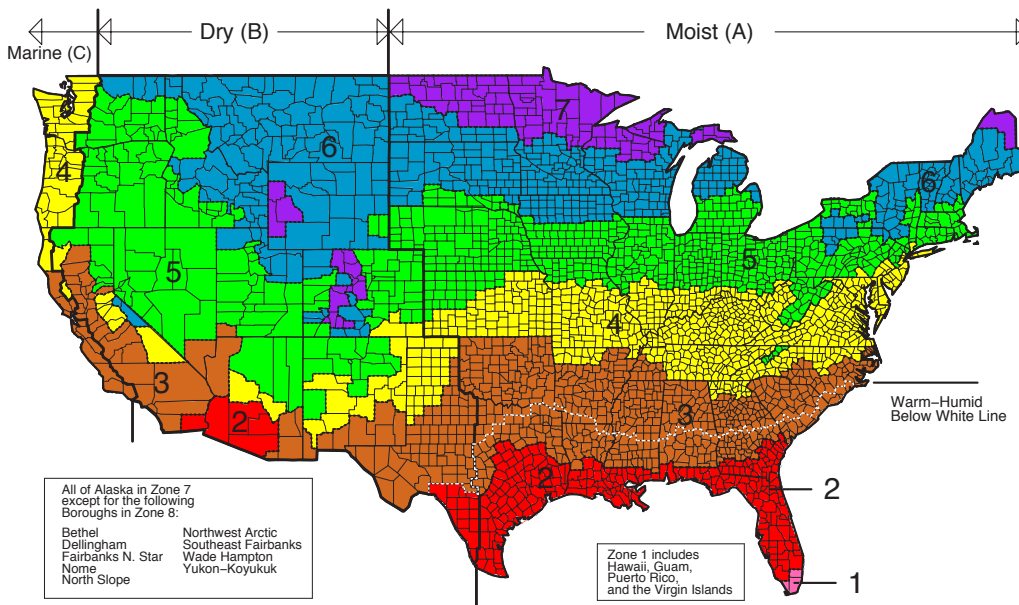 Dry (B)
Moist (A)
Marine (C)
7
6
6
4
5
5
4
3
3
Warm–Humid
Below White Line
2
2
2
1
All of Alaska in Zone 7
except for the following
Boroughs in Zone 8:
Bethel
Dellingham
Fairbanks N. Star
Nome
North Slope
Northwest Arctic
Southeast Fairbanks
Wade Hampton
Yukon–Koyukuk
Zone 1 includes
Hawaii, Guam,
Puerto Rico,
and the Virgin Islands